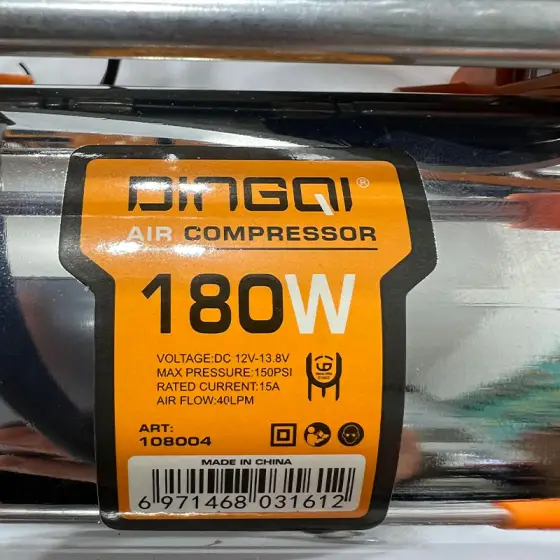 DINGQI®
AIR COMPRESSOR
180W
VOLTAGE:DC 12V-13.8V
MAX PRESSURE:150PSI
RATED CURRENT:15A
AIR FLOW:40LPM
ART:
108004
MADE IN CHINA
6 971468 031612